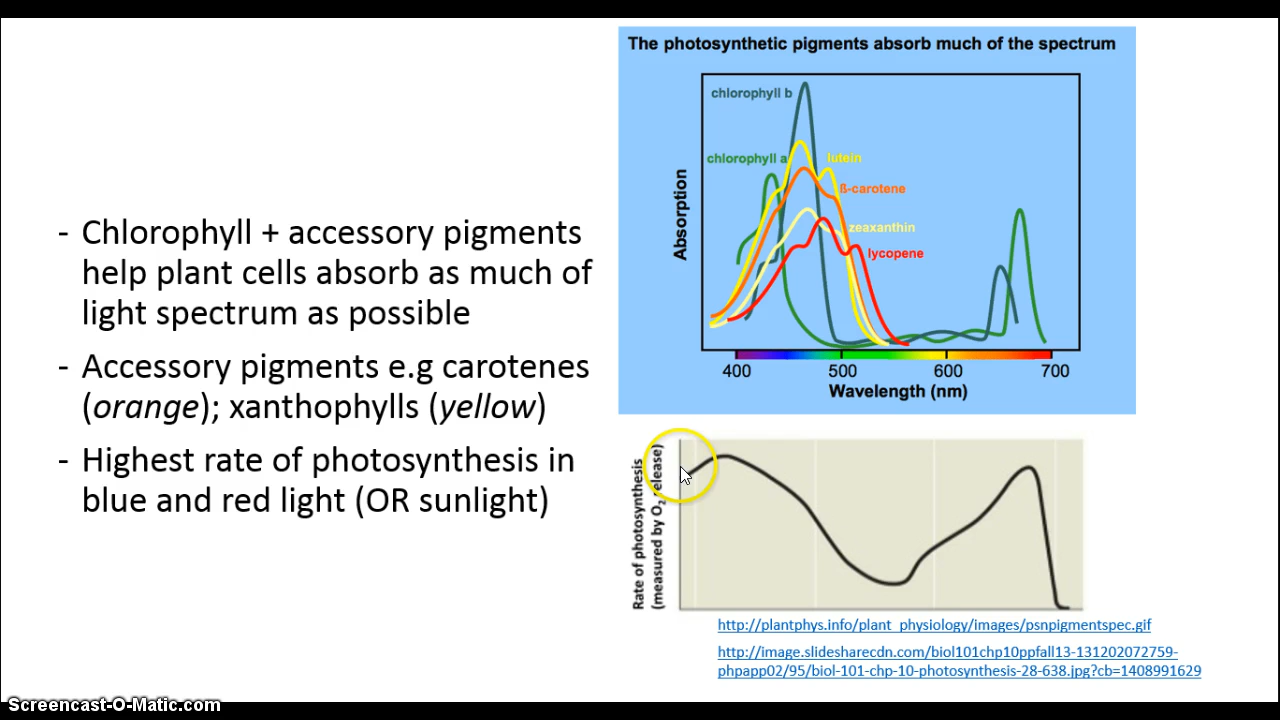 - Chlorophyll + accessory pigments
help plant cells absorb as much of
light spectrum as possible
- Accessory pigments e.g carotenes
(orange); xanthophylls (yellow)
- Highest rate of photosynthesis in
blue and red light (OR sunlight)
The photosynthetic pigments absorb much of the spectrum
chlorophyll b
chlorophyll a
lutein
ß-carotene
zeaxanthin
lycopene
Absorption
400 500 600 700
Wavelength (nm)
Rate of photosynthesis
(measured by O2 release)
http://plantphys.info/plant_physiology/images/psnpigmentspec.gif
http://image.slidesharecdn.com/biol101chp10ppfall13-131202072759-
phpapp02/95/biol-101-chp-10-photosynthesis-28-638.jpg?cb=1408991629
Screencast-O-Matic.com